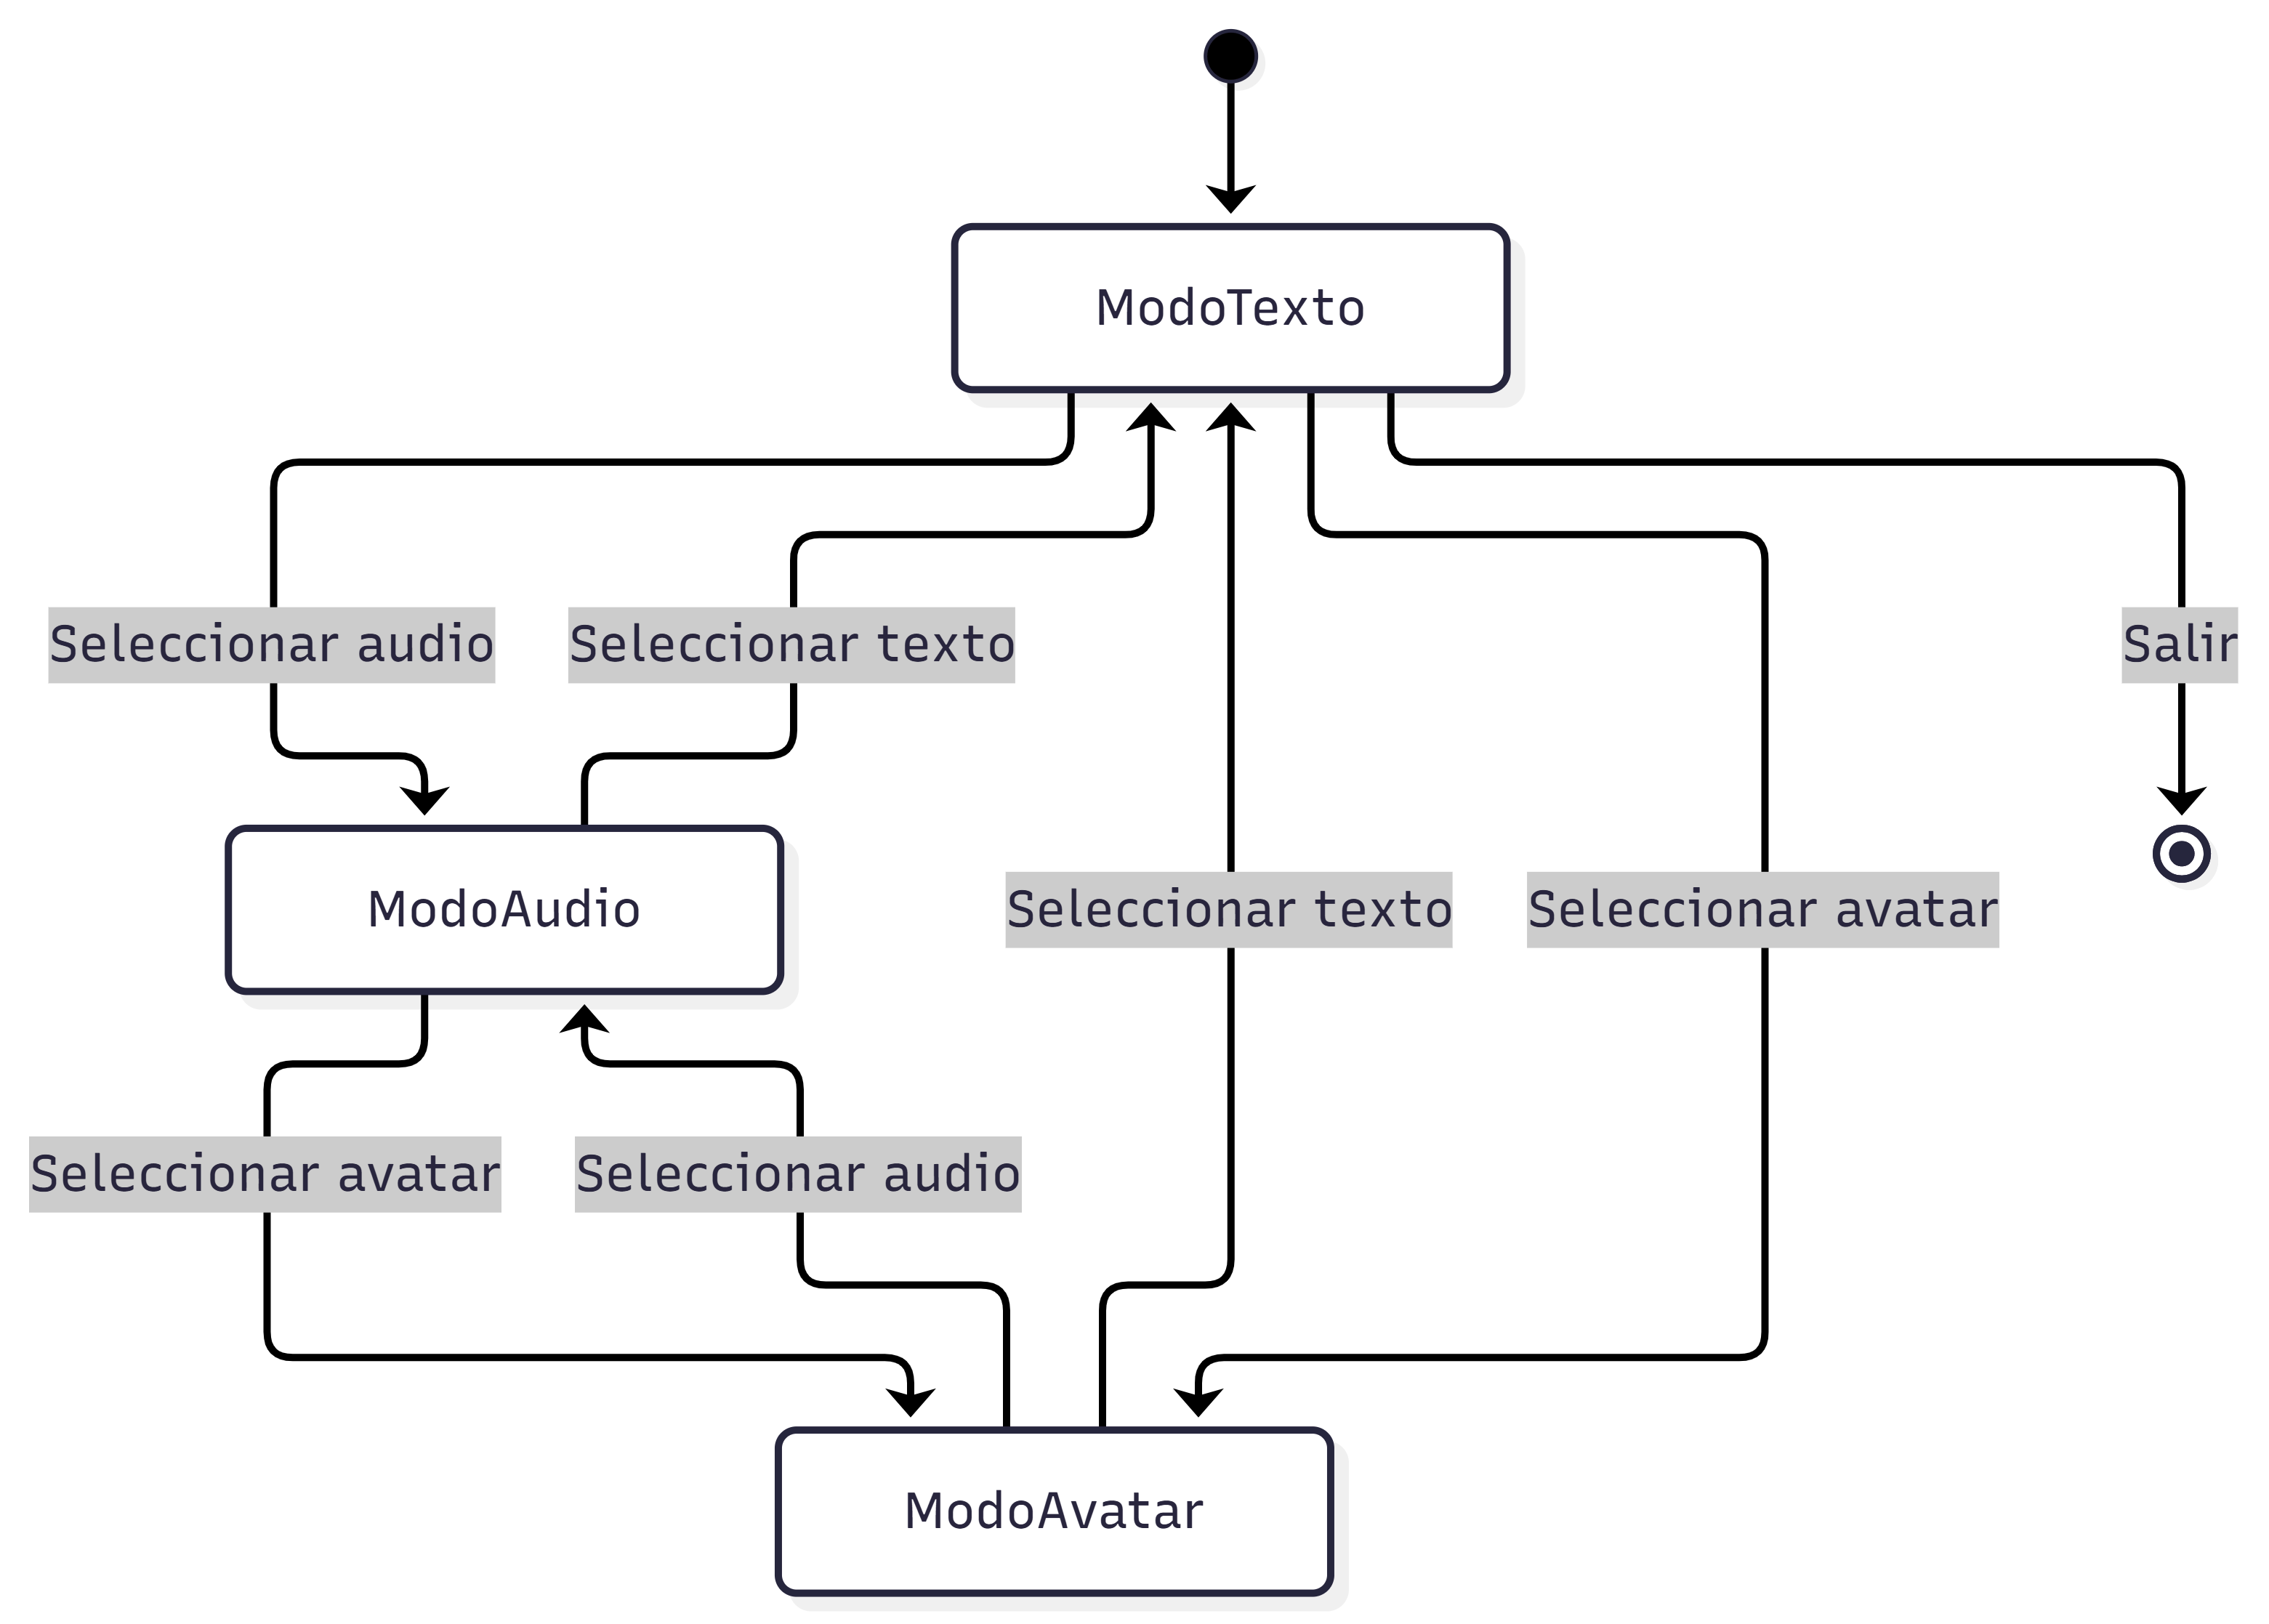 ModoTexto
Seleccionar audio
Seleccionar texto
Salir
ModoAudio
Seleccionar texto
Seleccionar avatar
Seleccionar avatar
Seleccionar audio
ModoAvatar